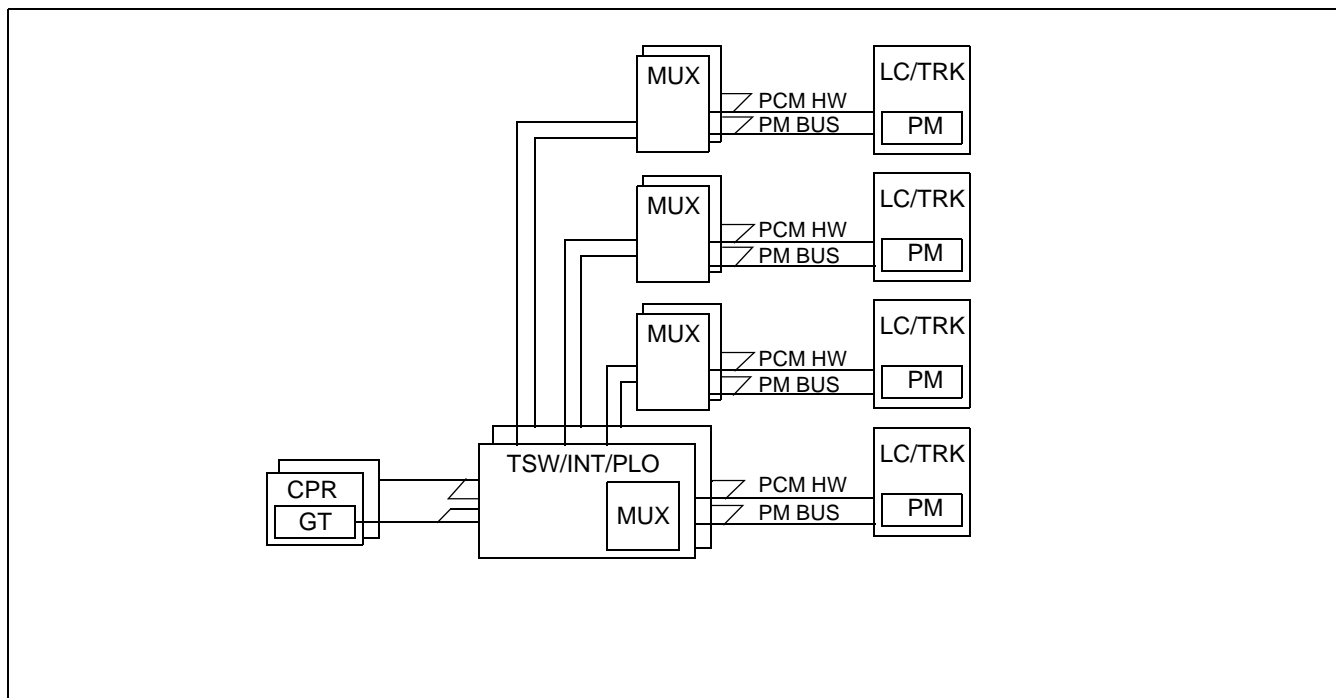 MUX
LC/TRK
PCM HW
PM BUS
PM
MUX
LC/TRK
PCM HW
PM BUS
PM
MUX
LC/TRK
PCM HW
PM BUS
PM
TSW/INT/PLO
LC/TRK
CPR
PCM HW
GT
MUX
PM BUS
PM